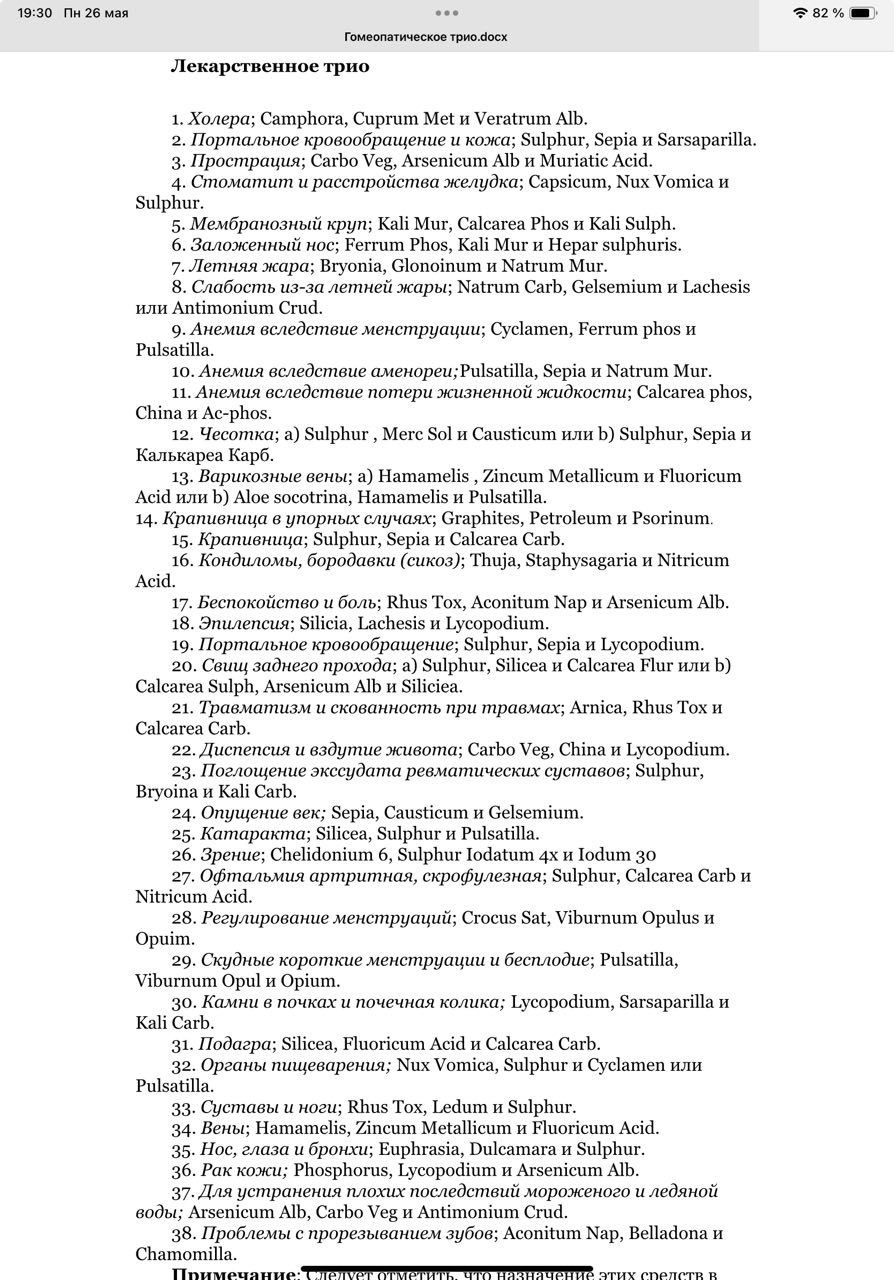 19:30 Пн 26 мая
82 %
Гомеопатическое трио.docx
Лекарственное трио
1. Холера; Camphora, Cuprum Met и Veratrum Alb.
2. Портальное кровообращение и кожа; Sulphur, Sepia и Sarsaparilla.
3. Прострация; Carbo Veg, Arsenicum Alb и Muriatic Acid.
4. Стоматит и расстройства желудка; Capsicum, Nux Vomica и
Sulphur.
5. Мембранозный круп; Kali Mur, Calcarea Phos и Kali Sulph.
6. Заложенный нос; Ferrum Phos, Kali Mur и Hepar sulphuris.
7. Летняя жара; Bryonia, Glonoinum и Natrum Mur.
8. Слабость из-за летней жары; Natrum Carb, Gelsemium и Lachesis
или Antimonium Crud.
9. Анемия вследствие менструации; Cyclamen, Ferrum phos и
Pulsatilla.
10. Анемия вследствие аменореи;Pulsatilla, Sepia и Natrum Mur.
11. Анемия вследствие потери жизненной жидкости; Calcarea phos,
China и Ac-phos.
12. Чесотка; a) Sulphur , Merc Sol и Causticum или b) Sulphur, Sepia и
Калькареа Карб.
13. Варикозные вены; a) Hamamelis , Zincum Metallicum и Fluoricum
Acid или b) Aloe socotrina, Hamamelis и Pulsatilla.
14. Крапивница в упорных случаях; Graphites, Petroleum и Psorinum.
15. Крапивница; Sulphur, Sepia и Calcarea Carb.
16. Кондиломы, бородавки (сикоз); Thuja, Staphysagaria и Nitricum
Acid.
17. Беспокойство и боль; Rhus Tox, Aconitum Nap и Arsenicum Alb.
18. Эпилепсия; Silicia, Lachesis и Lycopodium.
19. Портальное кровообращение; Sulphur, Sepia и Lycopodium.
20. Свищ заднего прохода; a) Sulphur, Silicea и Calcarea Flur или b)
Calcarea Sulph, Arsenicum Alb и Siliciea.
21. Травматизм и скованность при травмах; Arnica, Rhus Tox и
Calcarea Carb.
22. Диспепсия и вздутие живота; Carbo Veg, China и Lycopodium.
23. Поглощение экссудата ревматических суставов; Sulphur,
Bryoina и Kali Carb.
24. Опущение век; Sepia, Causticum и Gelsemium.
25. Катаракта; Silicea, Sulphur и Pulsatilla.
26. Зрение; Chelidonium 6, Sulphur Iodatum 4x и Iodum 30
27. Офтальмия артритная, скрофулезная; Sulphur, Calcarea Carb и
Nitricum Acid.
28. Регулирование менструаций; Crocus Sat, Viburnum Opulus и
Opuim.
29. Скудные короткие менструации и бесплодие; Pulsatilla,
Viburnum Opul и Opium.
30. Камни в почках и почечная колика; Lycopodium, Sarsaparilla и
Kali Carb.
31. Подагра; Silicea, Fluoricum Acid и Calcarea Carb.
32. Органы пищеварения; Nux Vomica, Sulphur и Cyclamen или
Pulsatilla.
33. Суставы и ноги; Rhus Tox, Ledum и Sulphur.
34. Вены; Hamamelis, Zincum Metallicum и Fluoricum Acid.
35. Нос, глаза и бронхи; Euphrasia, Dulcamara и Sulphur.
36. Рак кожи; Phosphorus, Lycopodium и Arsenicum Alb.
37. Для устранения плохих последствий мороженого и ледяной
воды; Arsenicum Alb, Carbo Veg и Antimonium Crud.
38. Проблемы с прорезыванием зубов; Aconitum Nap, Belladona и
Chamomilla.
Примечание: Следует отметить, что назначение этих средств в